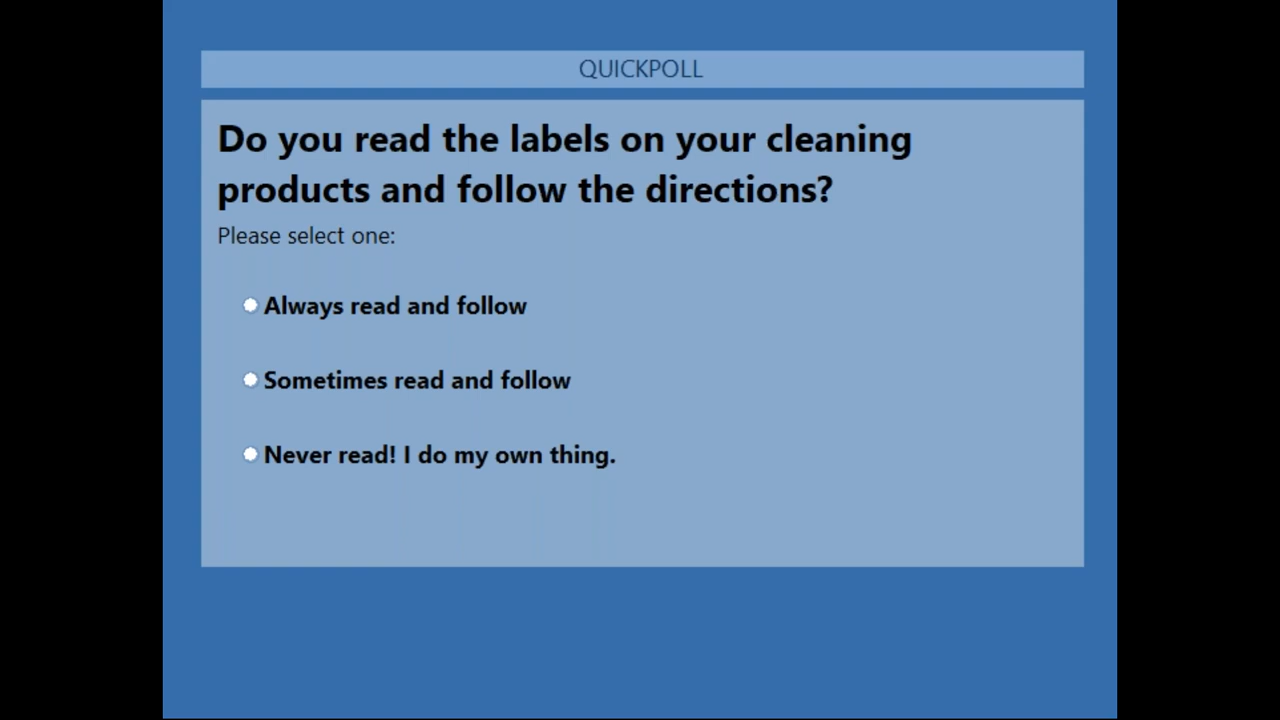 QUICKPOLL
Do you read the labels on your cleaning
products and follow the directions?
Please select one:
Always read and follow
Sometimes read and follow
Never read! I do my own thing.